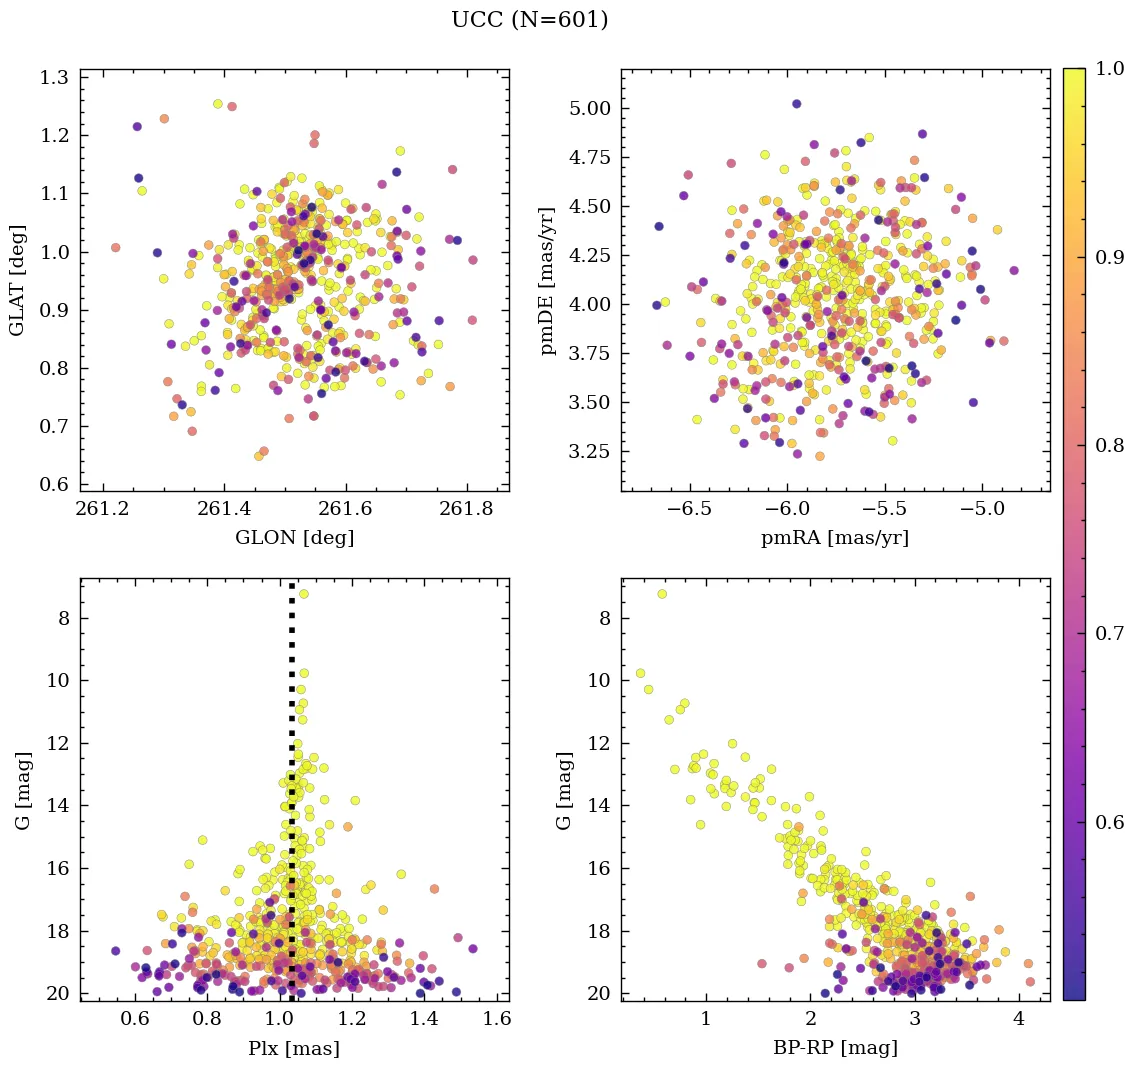 UCC (N=601)
1.3
1.2
1.1
1.0
0.9
0.8
0.7
0.6
GLAT [deg]
261.2 261.4 261.6 261.8
GLON [deg]
5.00
4.75
4.50
4.25
4.00
3.75
3.50
3.25
pmDE [mas/yr]
−6.5 −6.0 −5.5 −5.0
pmRA [mas/yr]
8
10
12
14
16
18
20
G [mag]
0.6 0.8 1.0 1.2 1.4 1.6
Plx [mas]
8
10
12
14
16
18
20
G [mag]
1 2 3 4
BP-RP [mag]
1.0
0.9
0.8
0.7
0.6